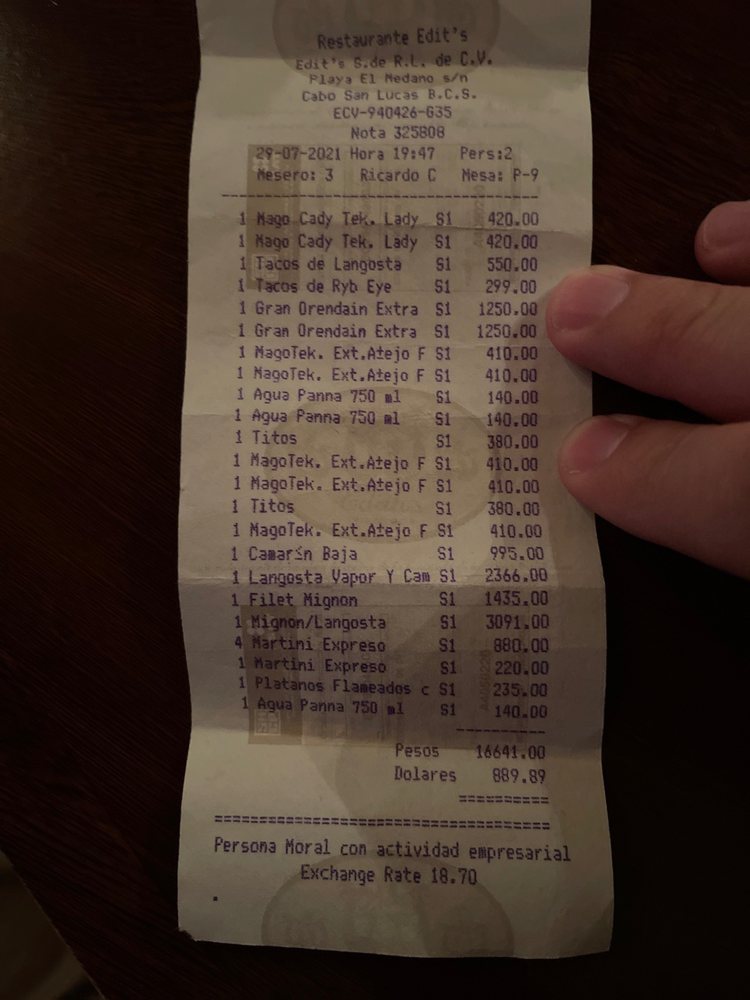 Restaurante Edit's
Edit's S.de R.L. de C.V.
Playa El Medano s/n
Cabo San Lucas B.C.S.
ECV-940426-G35
Nota 325808
29-07-2021 Hora 19:47 Pers:2
Mesero: 3 Ricardo C Mesa: P-9
1 Mago Cady Tek. Lady S1 420.00
1 Mago Cady Tek. Lady S1 420.00
1 Tacos de Langosta S1 550.00
1 Tacos de Ryb Eye S1 299.00
1 Gran Orendain Extra S1 1250.00
1 Gran Orendain Extra S1 1250.00
1 MagoTek. Ext.A±ejo F S1 410.00
1 MagoTek. Ext.A±ejo F S1 410.00
1 Agua Panna 750 ml S1 140.00
1 Agua Panna 750 ml S1 140.00
1 Titos S1 380.00
1 MagoTek. Ext.A±ejo F S1 410.00
1 MagoTek. Ext.A±ejo F S1 410.00
1 Titos S1 380.00
1 MagoTek. Ext.A±ejo F S1 410.00
1 Camarín Baja S1 995.00
1 Langosta Vapor Y Cam S1 2366.00
1 Filet Mignon S1 1435.00
1 Mignon/Langosta S1 3091.00
4 Martini Expreso S1 880.00
1 Martini Expreso S1 220.00
1 Platanos Flameados c S1 235.00
1 Agua Panna 750 ml S1 140.00
Pesos 16641.00
Dolares 889.89
Persona Moral con actividad empresarial
Exchange Rate 18.70